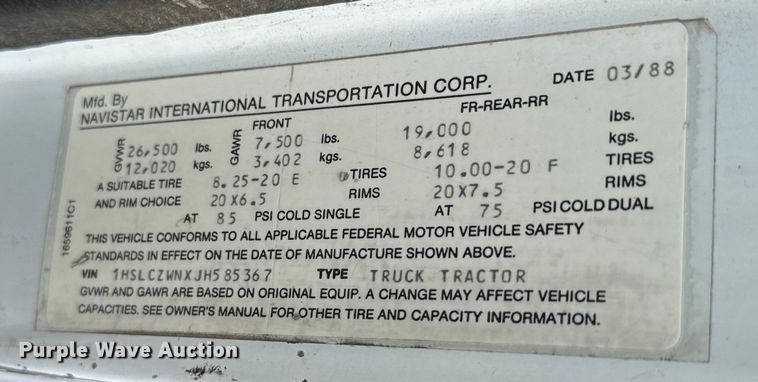 Mfd. By
NAVISTAR INTERNATIONAL TRANSPORTATION CORP. DATE 03/88
FRONT FR-REAR-RR
GVWR 26,500 lbs. GAWR 7,500 lbs. 19,000 lbs.
12,020 kgs. 3,402 kgs. 8,618 kgs.
A SUITABLE TIRE 8.25-20 E TIRES 10.00-20 F TIRES
AND RIM CHOICE 20X6.5 RIMS 20X7.5 RIMS
AT 85 PSI COLD SINGLE AT 75 PSI COLD DUAL
THIS VEHICLE CONFORMS TO ALL APPLICABLE FEDERAL MOTOR VEHICLE SAFETY
STANDARDS IN EFFECT ON THE DATE OF MANUFACTURE SHOWN ABOVE.
VIN 1HSLCZWNXJH585367 TYPE TRUCK TRACTOR
GVWR AND GAWR ARE BASED ON ORIGINAL EQUIP. A CHANGE MAY AFFECT VEHICLE
CAPACITIES. SEE OWNER'S MANUAL FOR OTHER TIRE AND CAPACITY INFORMATION.
1659611C1
Purple Wave Auction